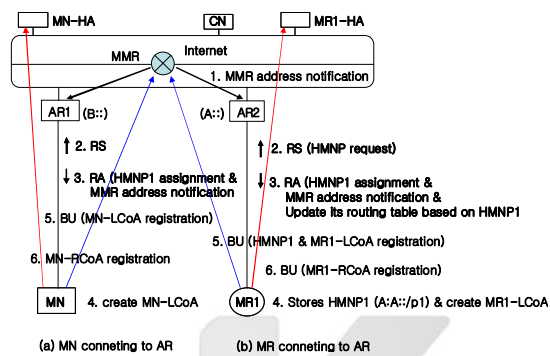 MN-HA
CN
MR1-HA
MMR
Internet
1. MMR address notification
AR1
(B::)
(A::)
AR2
2. RS
2. RS (HMNP request)
3. RA (HMNP1 assignment &
MMR address notification
3. RA (HMNP1 assignment &
MMR address notification &
Update its routing table based on HMNP1
5. BU (MN-LCoA registration)
5. BU (HMNP1 & MR1-LCoA registration)
6. MN-RCoA registration
6. BU (MR1-RCoA registration)
MN
4. create MN-LCoA
MR1
4. Stores HMNP1 (A:A::/p1) & create MR1-LCoA
(a) MN conneting to AR
(b) MR conneting to AR